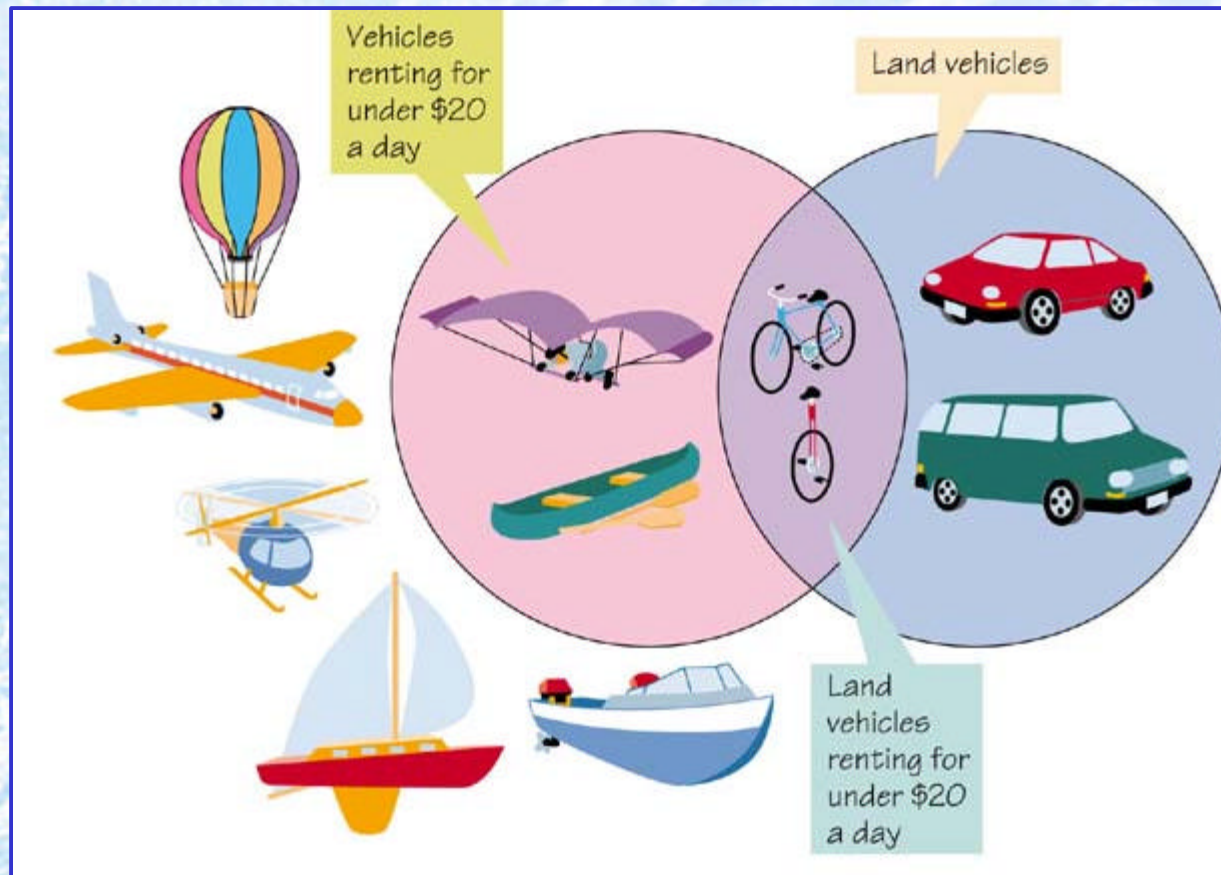 Vehicles
renting for
under $20
a day
Land vehicles
Land
vehicles
renting for
under $20
a day